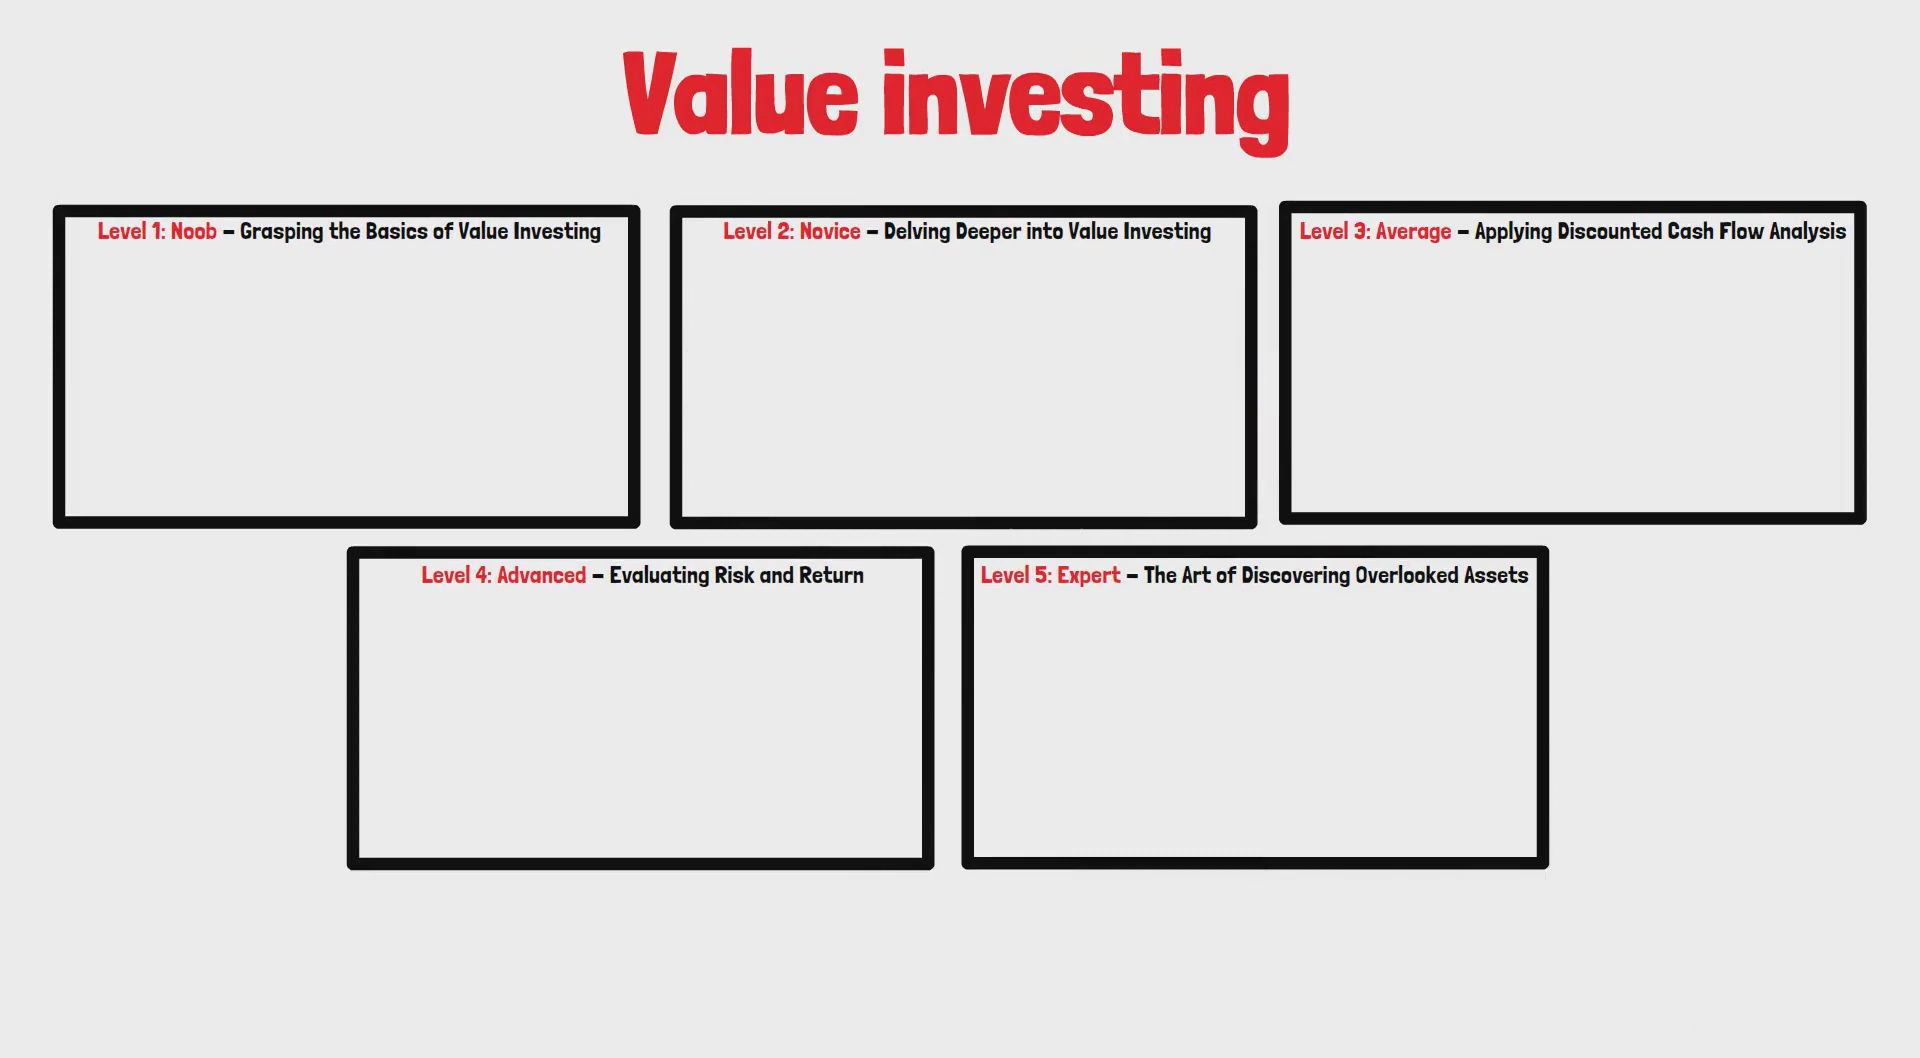 Value investing
Level 1: Noob – Grasping the Basics of Value Investing
Level 2: Novice – Delving Deeper into Value Investing
Level 3: Average – Applying Discounted Cash Flow Analysis
Level 4: Advanced – Evaluating Risk and Return
Level 5: Expert – The Art of Discovering Overlooked Assets